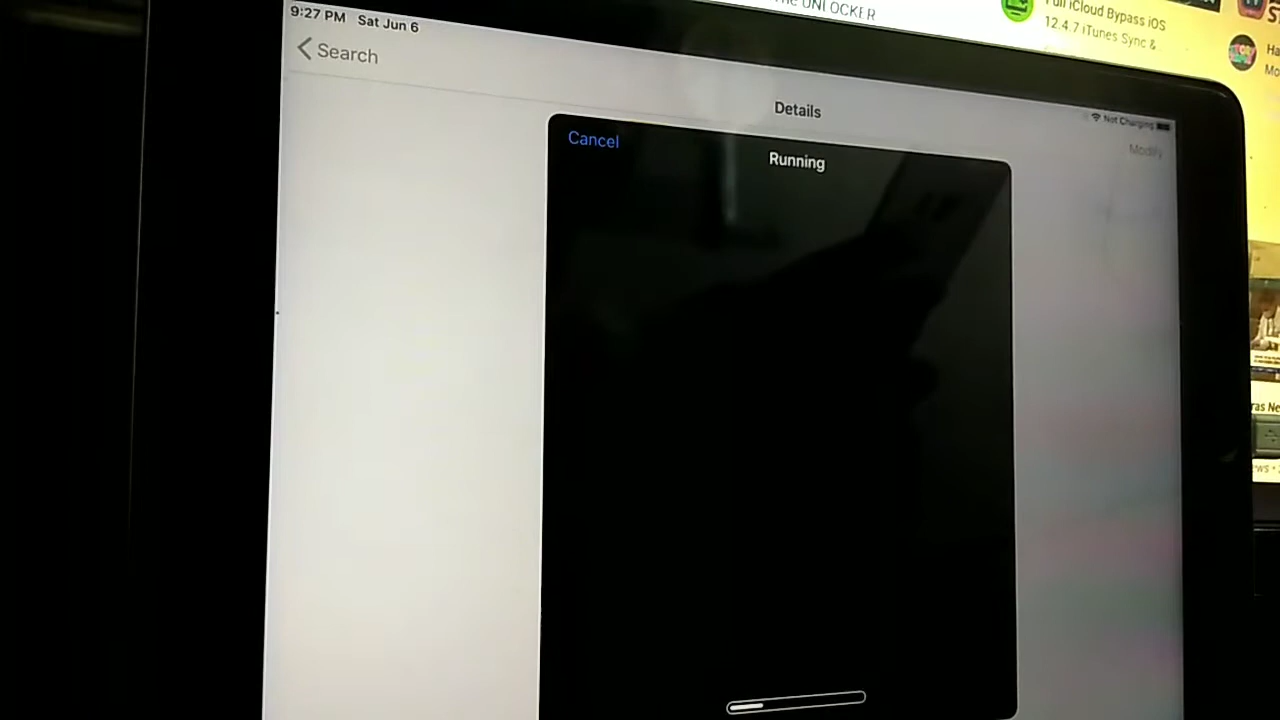 9:27 PM Sat Jun 6
UNLOCKER
Full iCloud Bypass iOS
12.4.7 iTunes Sync &
Search
Details
Not Charging
Modify
Cancel
Running